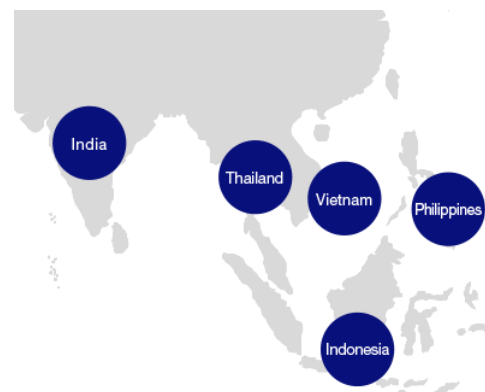 India
Thailand
Vietnam
Philippines
Indonesia